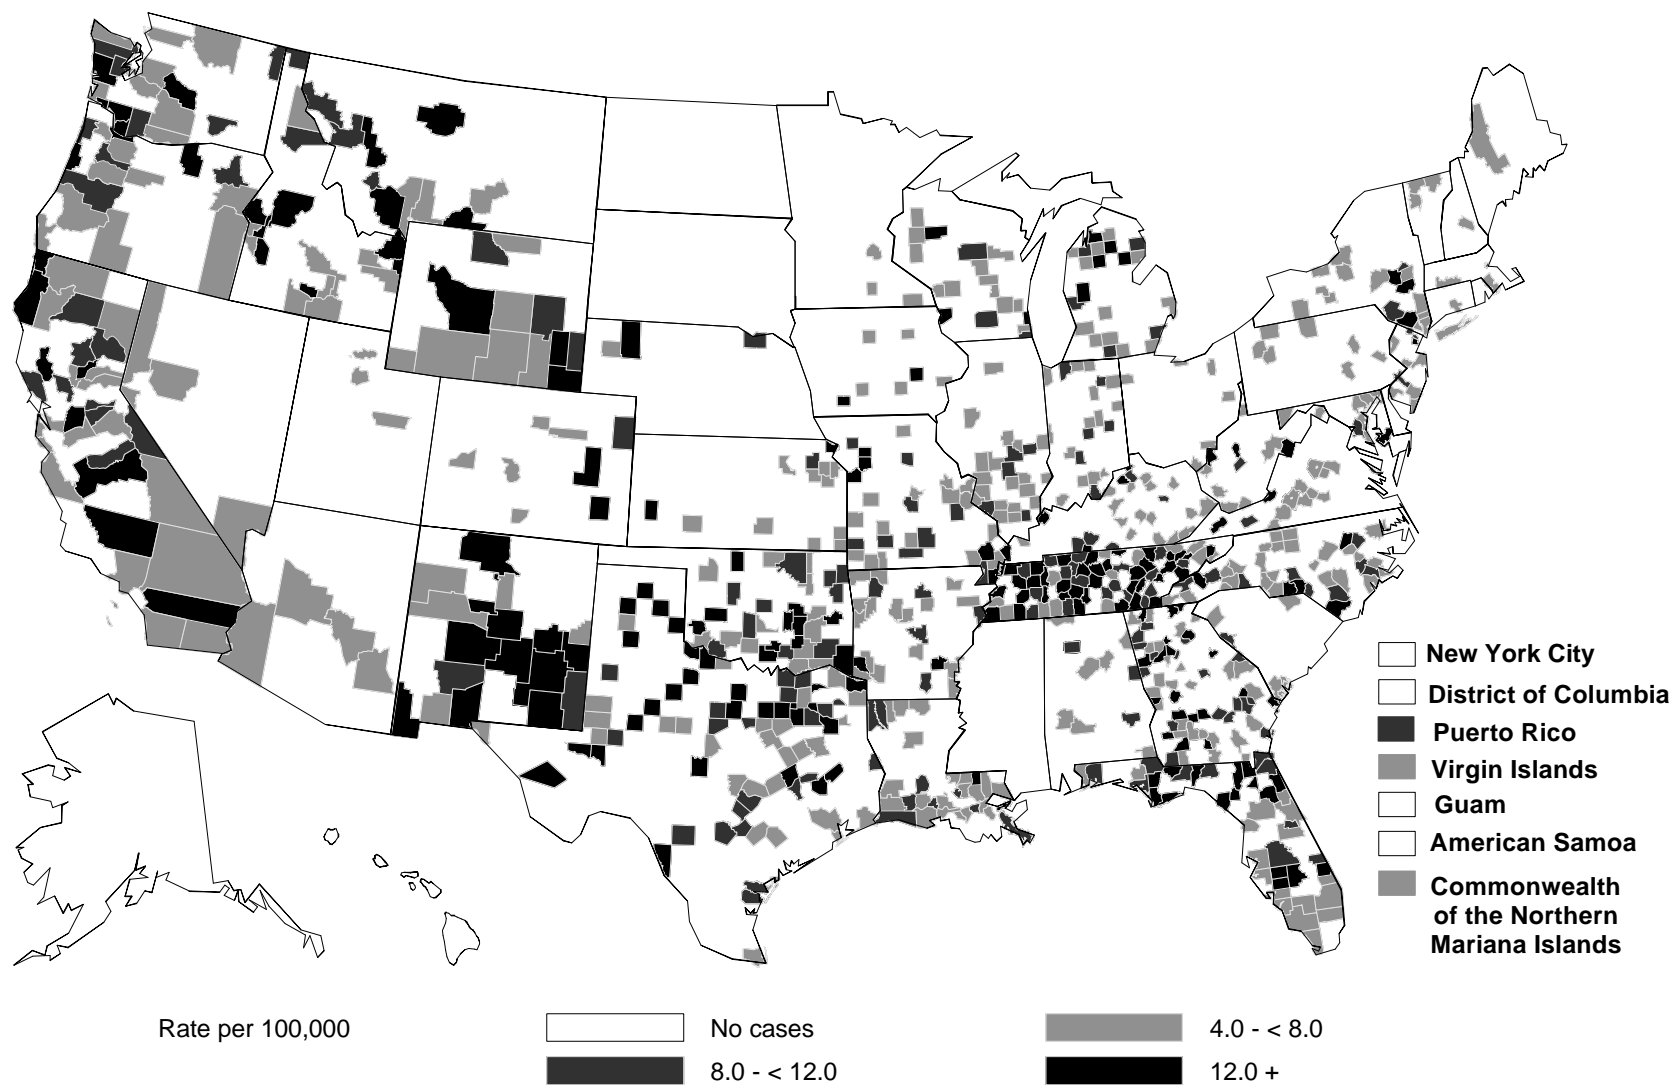 New York City
District of Columbia
Puerto Rico
Virgin Islands
Guam
American Samoa
Commonwealth
of the Northern
Mariana Islands
Rate per 100,000
No cases
4.0 - < 8.0
8.0 - < 12.0
12.0 +